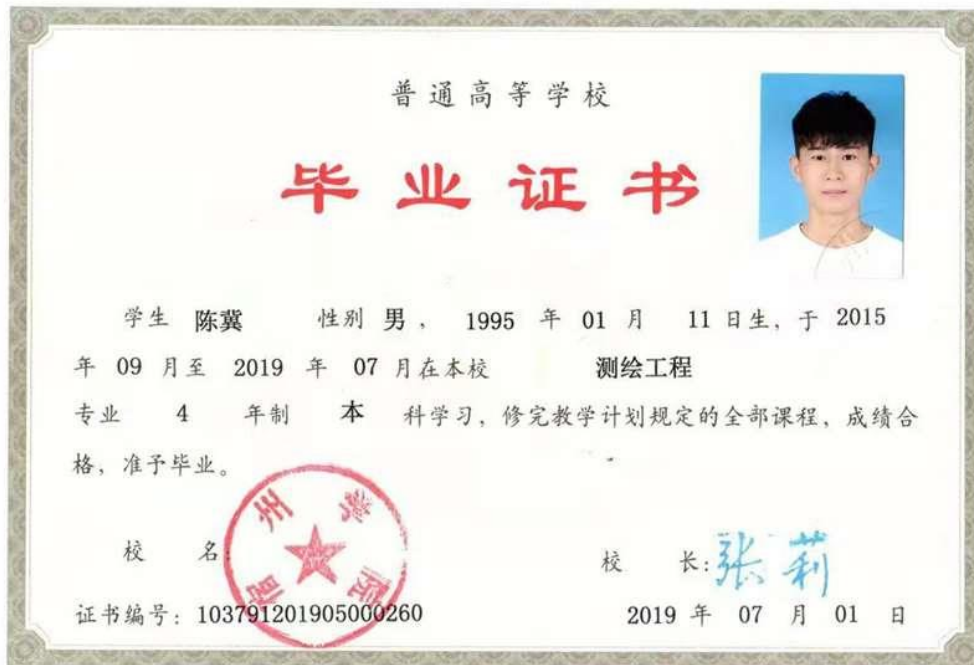 普通高等学校
毕业证书
学生 陈冀 性别 男， 1995 年 01 月 11 日生，于 2015
年 09 月至 2019 年 07 月在本校 测绘工程
专业 4 年制 本 科学习，修完教学计划规定的全部课程，成绩合
格，准予毕业。
校 名：
校 长：张莉
证书编号：103791201905000260
2019 年 07 月 01 日
州
学
院